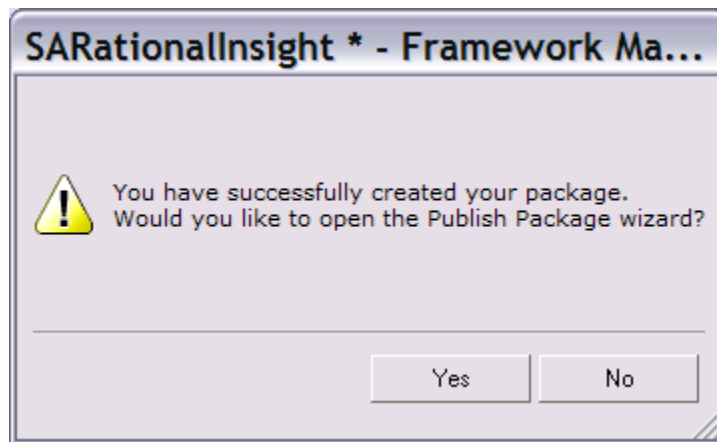 SARationalInsight * - Framework Ma...
You have successfully created your package.
Would you like to open the Publish Package wizard?
Yes No